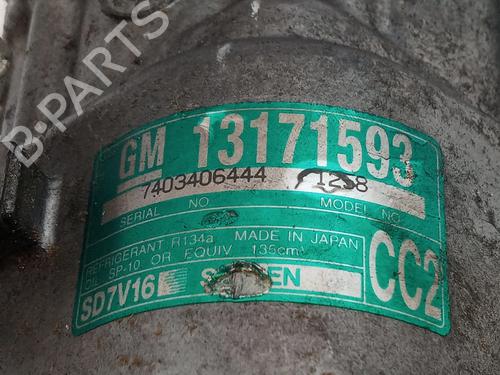 B-PARTS
GM 13171593
7403406444
SERIAL NO MODEL NO.
REFRIGERANT R134a MADE IN JAPAN
OIL SP-10 OR EQUIV 135cm³
SD7V16
CC2